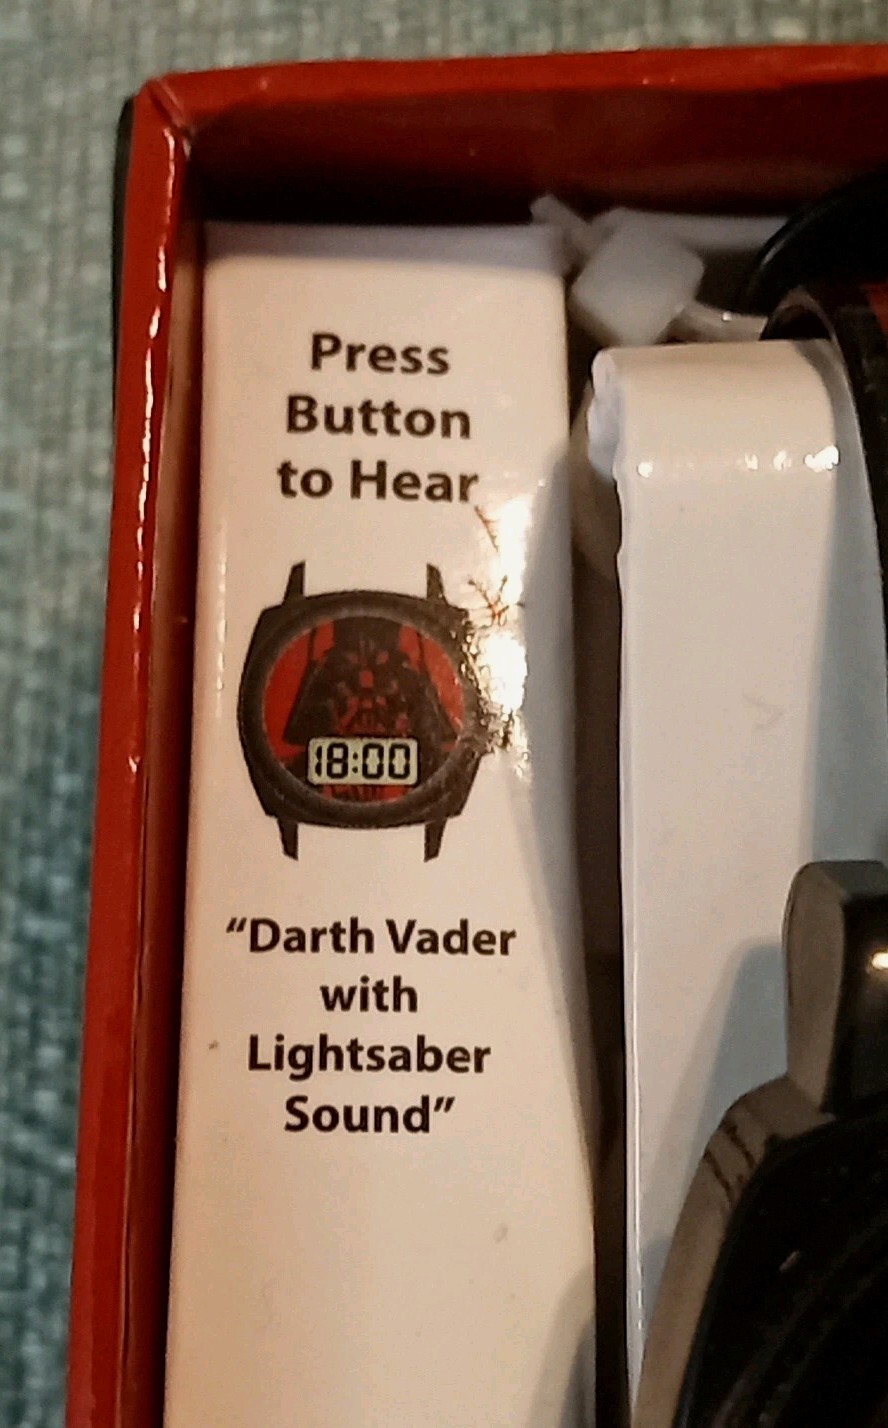 Press
Button
to Hear
18:00
“Darth Vader
with
Lightsaber
Sound”